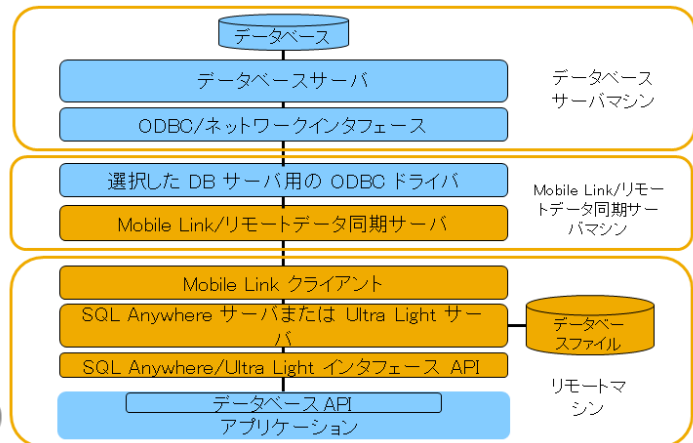 データベース
データベースサーバ
データベース
サーバマシン
ODBC/ネットワークインタフェース
選択した DB サーバ用の ODBC ドライバ
Mobile Link/リモートデータ同期サーバ
Mobile Link/リモー
トデータ同期サー
バマシン
Mobile Link クライアント
SQL Anywhere サーバまたは Ultra Light サー
バ
データベー
スファイル
SQL Anywhere/Ultra Light インタフェース API
リモートマ
シン
データベース API
アプリケーション